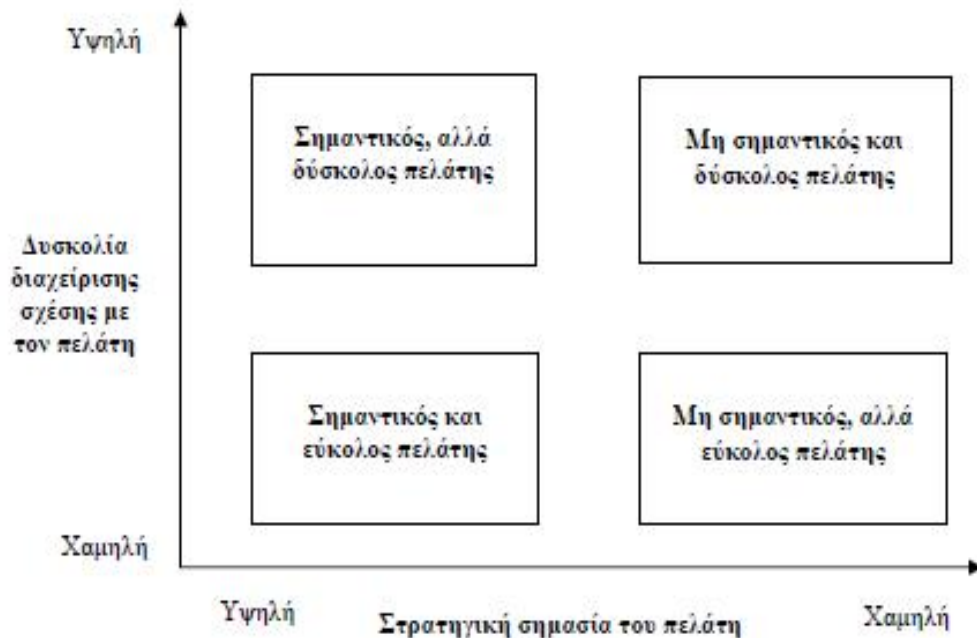 Υψηλή
Σημαντικός, αλλά
δύσκολος πελάτης
Μη σημαντικός και
δύσκολος πελάτης
Δυσκολία
διαχείρισης
σχέσης με
τον πελάτη
Σημαντικός και
εύκολος πελάτης
Μη σημαντικός, αλλά
εύκολος πελάτης
Χαμηλή
Υψηλή
Στρατηγική σημασία του πελάτη
Χαμηλή